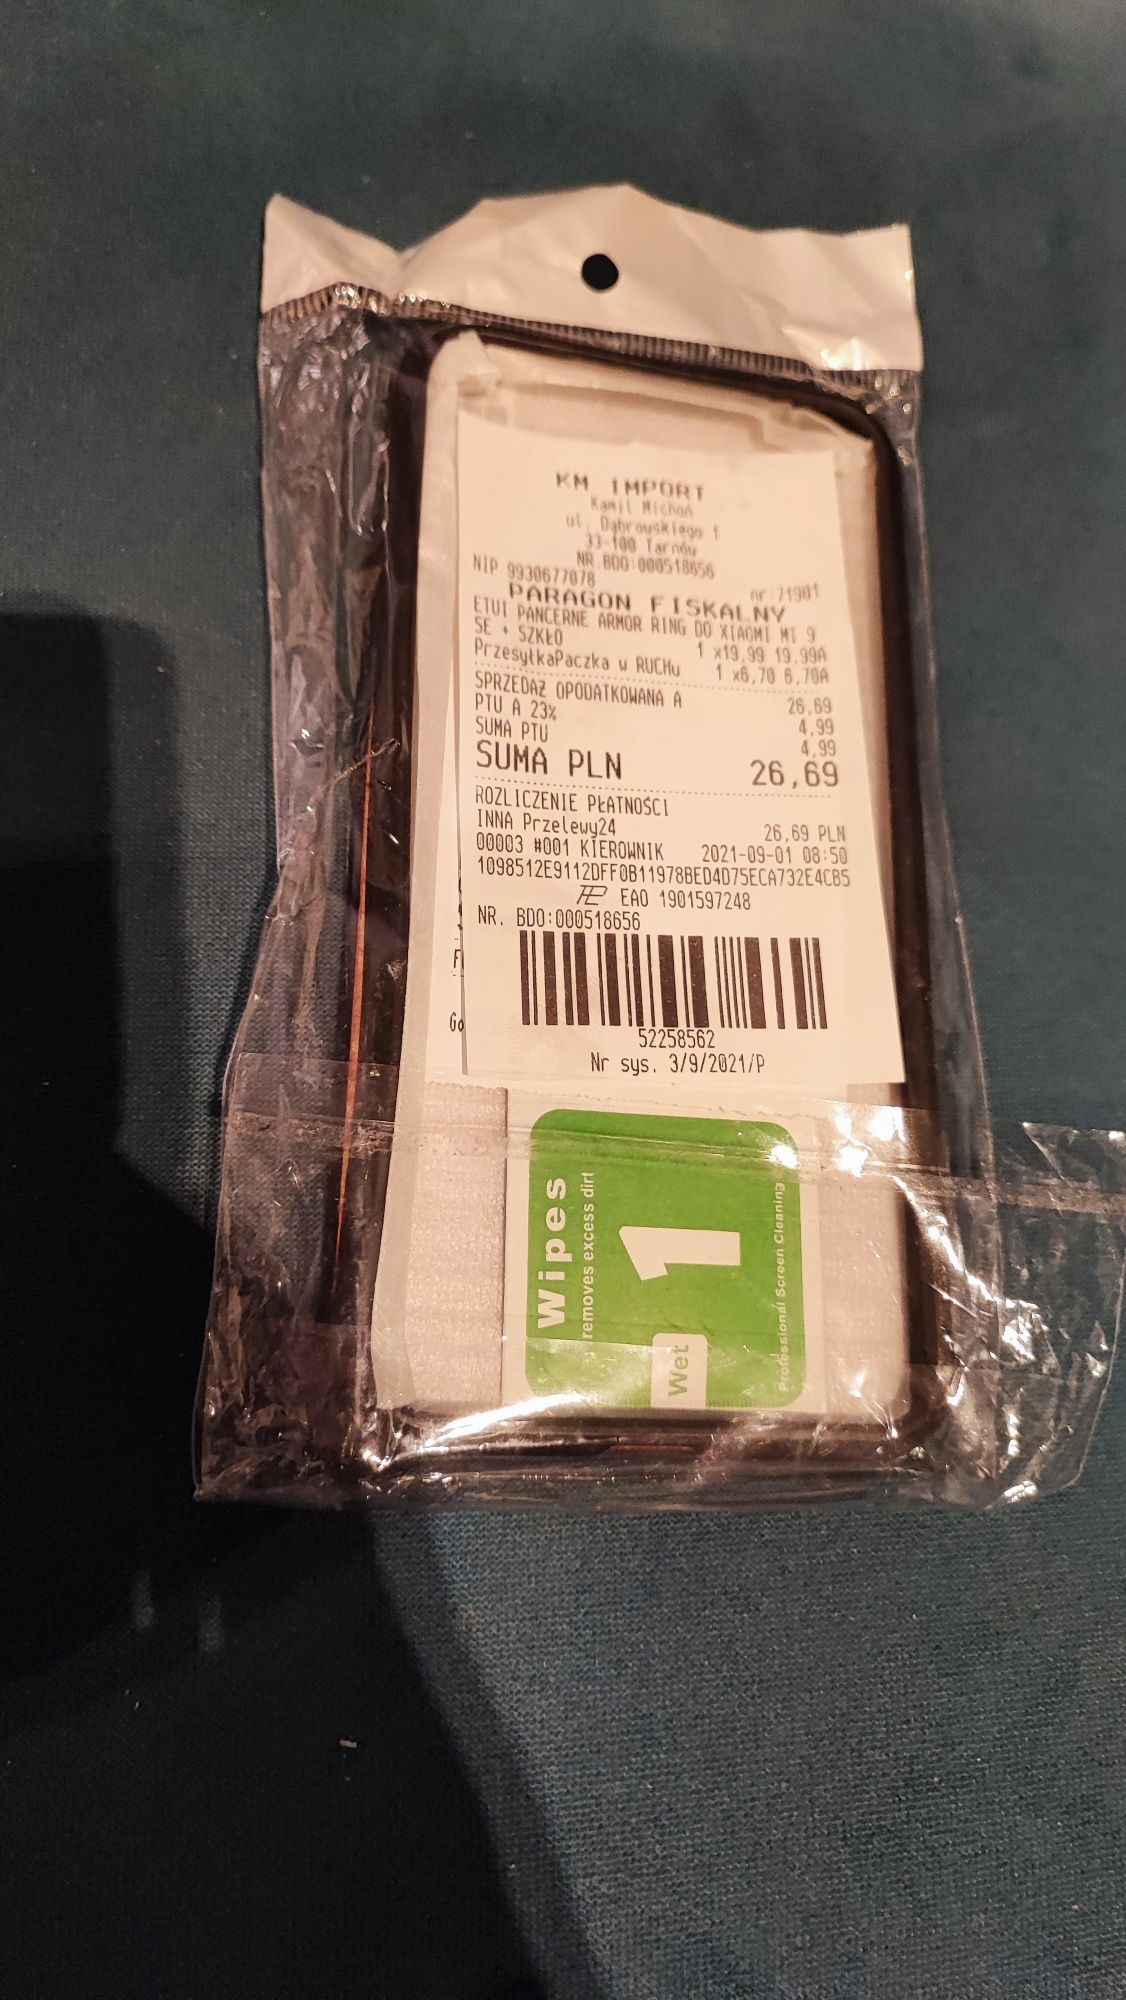 KM IMPORT
Kamil Michoń
ul. Dąbrowskiego 1
33-100 Tarnów
NR.BDO:000518656
NIP 9930677078 nr:71901
PARAGON FISKALNY
ETUI PANCERNE ARMOR RING DO XIAOMI MI 9
SE + SZKŁO 1 x19,99 19,99A
PrzesyłkaPaczka w RUCHu 1 x6,70 6,70A
SPRZEDAŻ OPODATKOWANA A 26,69
PTU A 23% 4,99
SUMA PTU 4,99
SUMA PLN 26,69
ROZLICZENIE PŁATNOŚCI
INNA Przelewy24 26,69 PLN
00003 #001 KIEROWNIK 2021-09-01 08:50
1098512E9112DFF0B11978BED4D75ECA732E4CB5
EAO 1901597248
NR. BDO:000518656
52258562
Nr sys. 3/9/2021/P
Go
Wipes
removes excess dirt
Wet 1
Professional Screen Cleaning